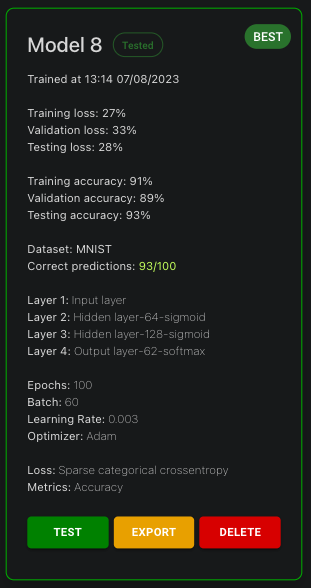 Model 8 Tested BEST
Trained at 13:14 07/08/2023
Training loss: 27%
Validation loss: 33%
Testing loss: 28%
Training accuracy: 91%
Validation accuracy: 89%
Testing accuracy: 93%
Dataset: MNIST
Correct predictions: 93/100
Layer 1: Input layer
Layer 2: Hidden layer-64-sigmoid
Layer 3: Hidden layer-128-sigmoid
Layer 4: Output layer-62-softmax
Epochs: 100
Batch: 60
Learning Rate: 0.003
Optimizer: Adam
Loss: Sparse categorical crossentropy
Metrics: Accuracy
TEST EXPORT DELETE